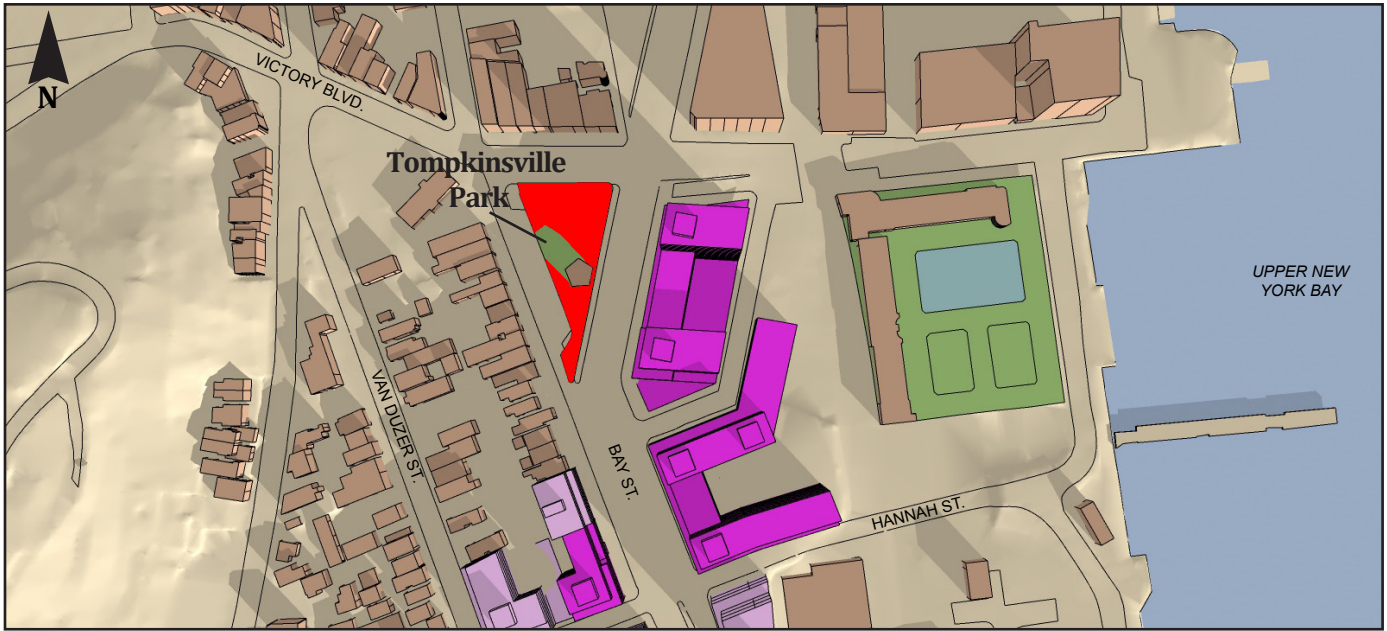 N
VICTORY BLVD.
Tompkinsville
Park
UPPER NEW
YORK BAY
VAN DUZER ST.
BAY ST.
HANNAH ST.